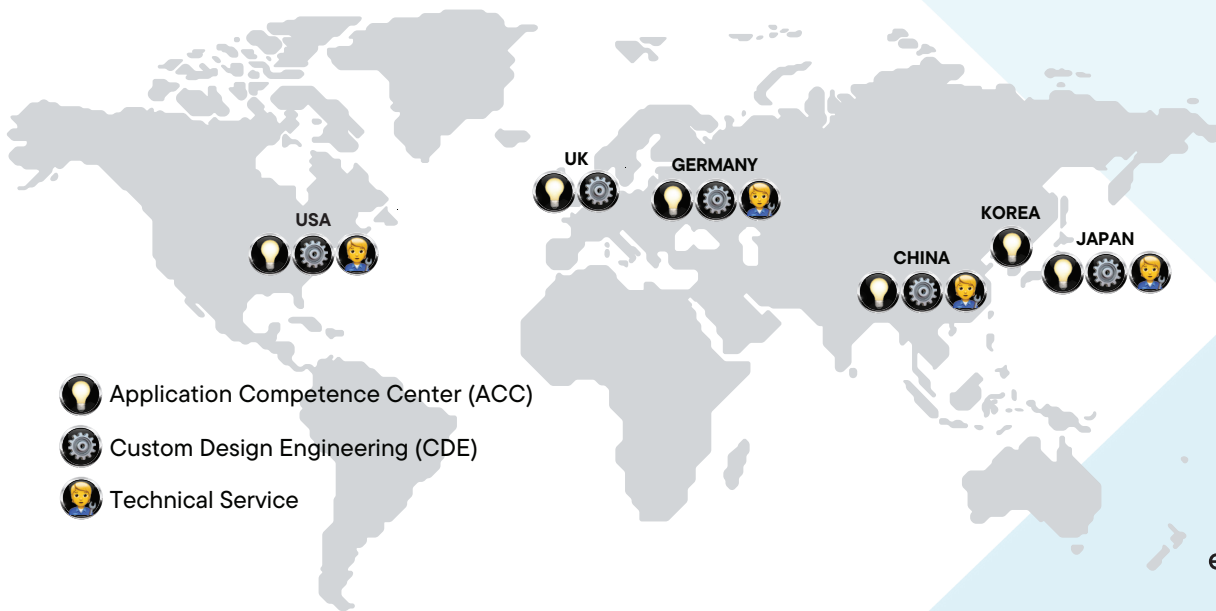 UK
GERMANY
USA
KOREA
JAPAN
CHINA
Application Competence Center (ACC)
Custom Design Engineering (CDE)
Technical Service
e